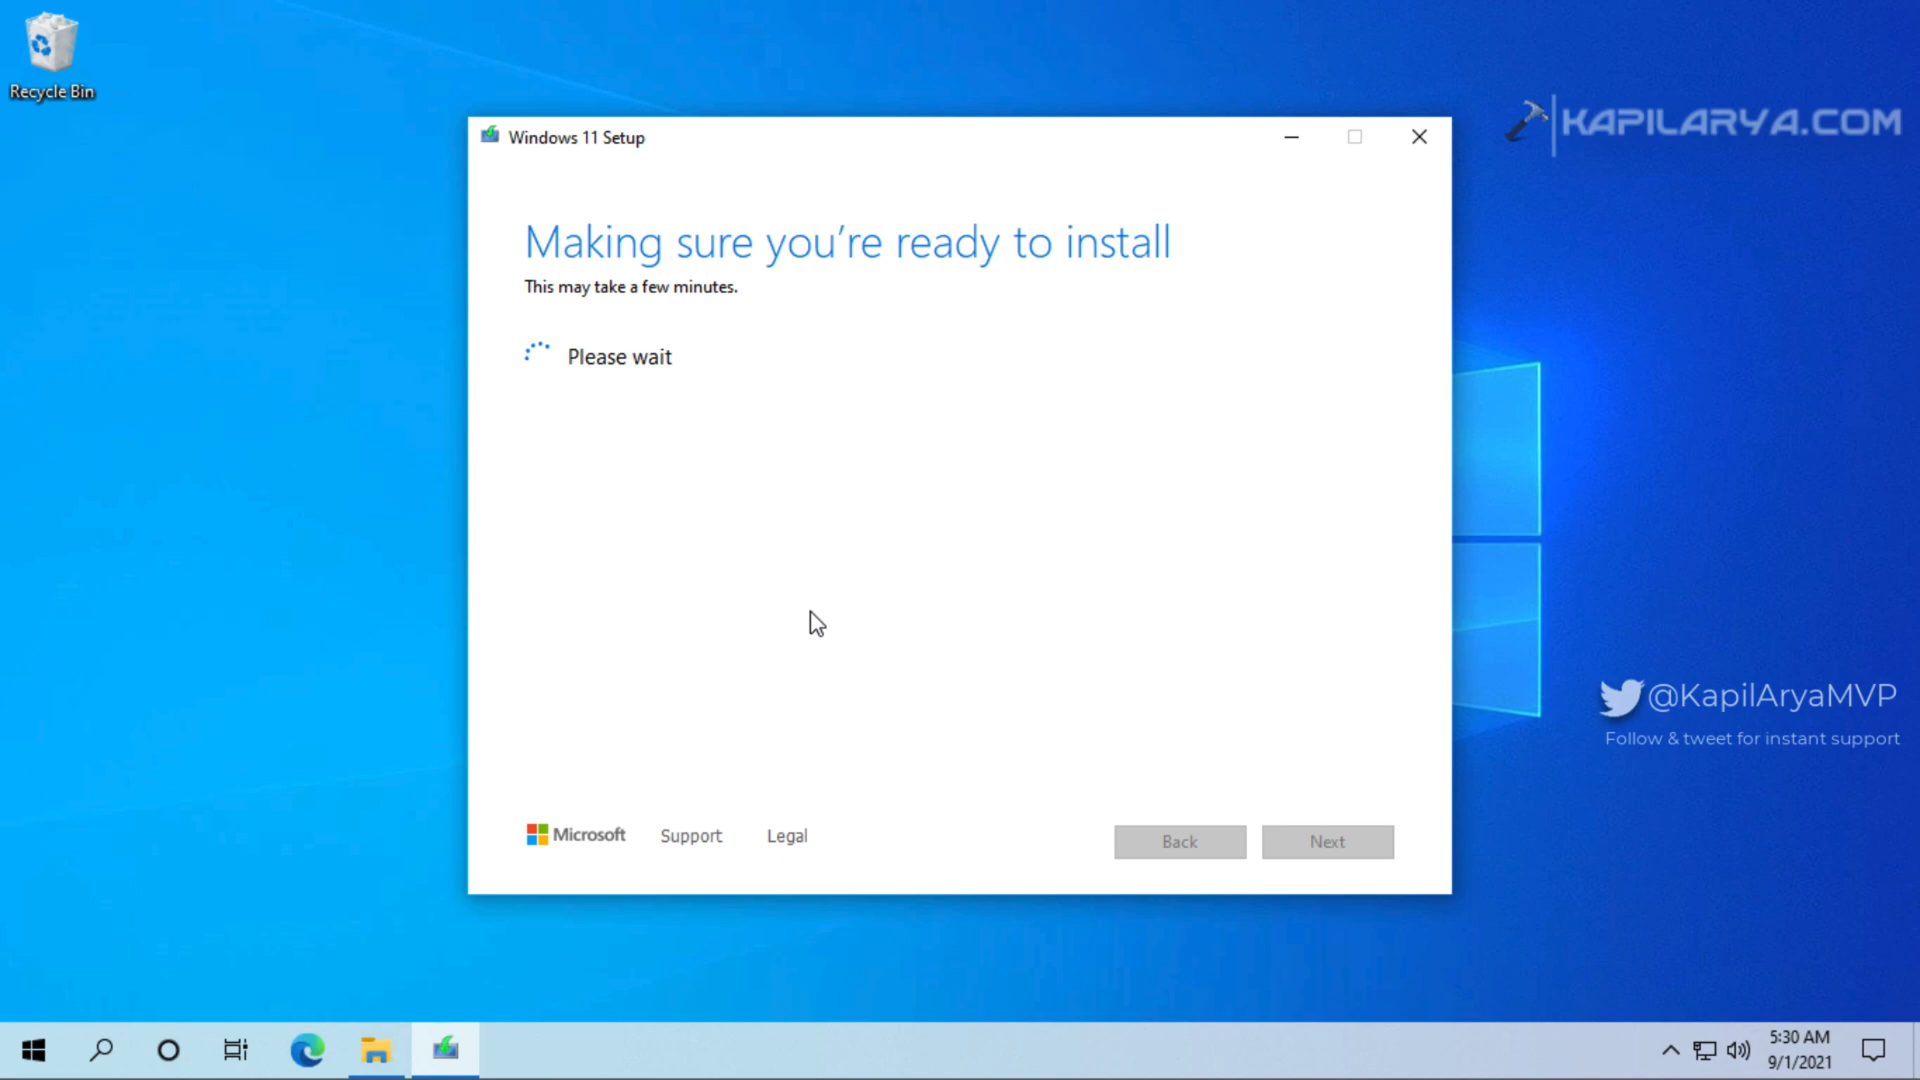 Recycle Bin
KAPILARYA.COM
Windows 11 Setup
Making sure you’re ready to install
This may take a few minutes.
Please wait
@KapilAryaMVP
Follow & tweet for instant support
Microsoft Support Legal Back Next
5:30 AM
9/1/2021